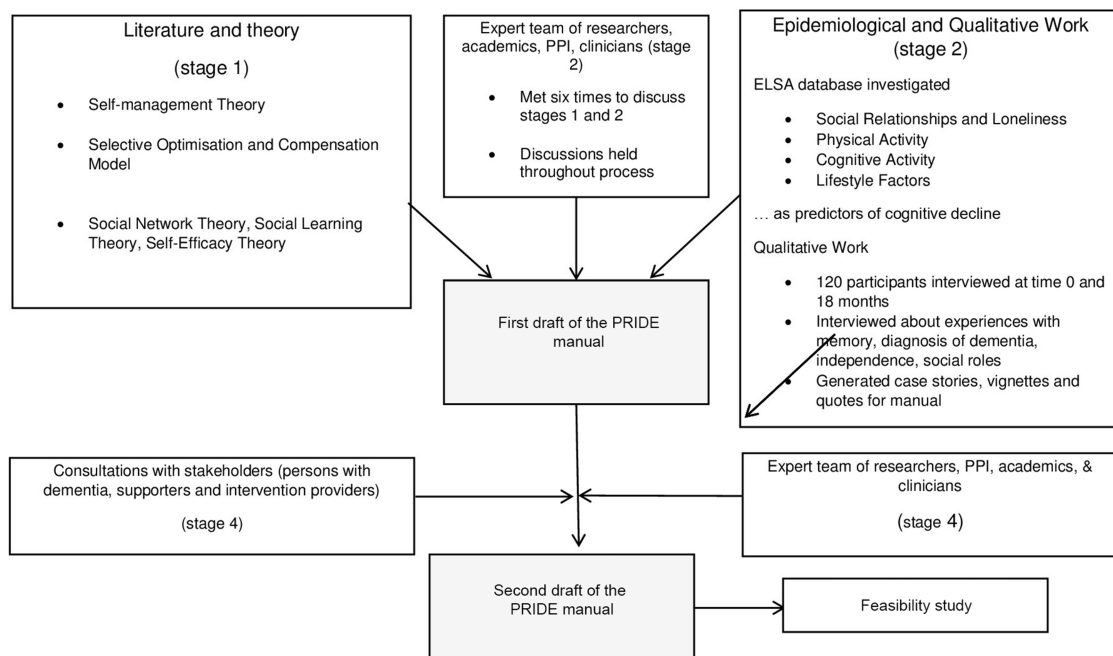 Literature and theory
(stage 1)
• Self-management Theory
• Selective Optimisation and Compensation
Model
• Social Network Theory, Social Learning
Theory, Self-Efficacy Theory
Expert team of researchers,
academics, PPI, clinicians (stage
2)
• Met six times to discuss
stages 1 and 2
• Discussions held
throughout process
Epidemiological and Qualitative Work
(stage 2)
ELSA database investigated
• Social Relationships and Loneliness
• Physical Activity
• Cognitive Activity
• Lifestyle Factors
… as predictors of cognitive decline
Qualitative Work
• 120 participants interviewed at time 0 and
18 months
• Interviewed about experiences with
memory, diagnosis of dementia,
independence, social roles
• Generated case stories, vignettes and
quotes for manual
First draft of the PRIDE
manual
Consultations with stakeholders (persons with
dementia, supporters and intervention providers)
(stage 4)
Expert team of researchers, PPI, academics, &
clinicians
(stage 4)
Second draft of the
PRIDE manual
Feasibility study